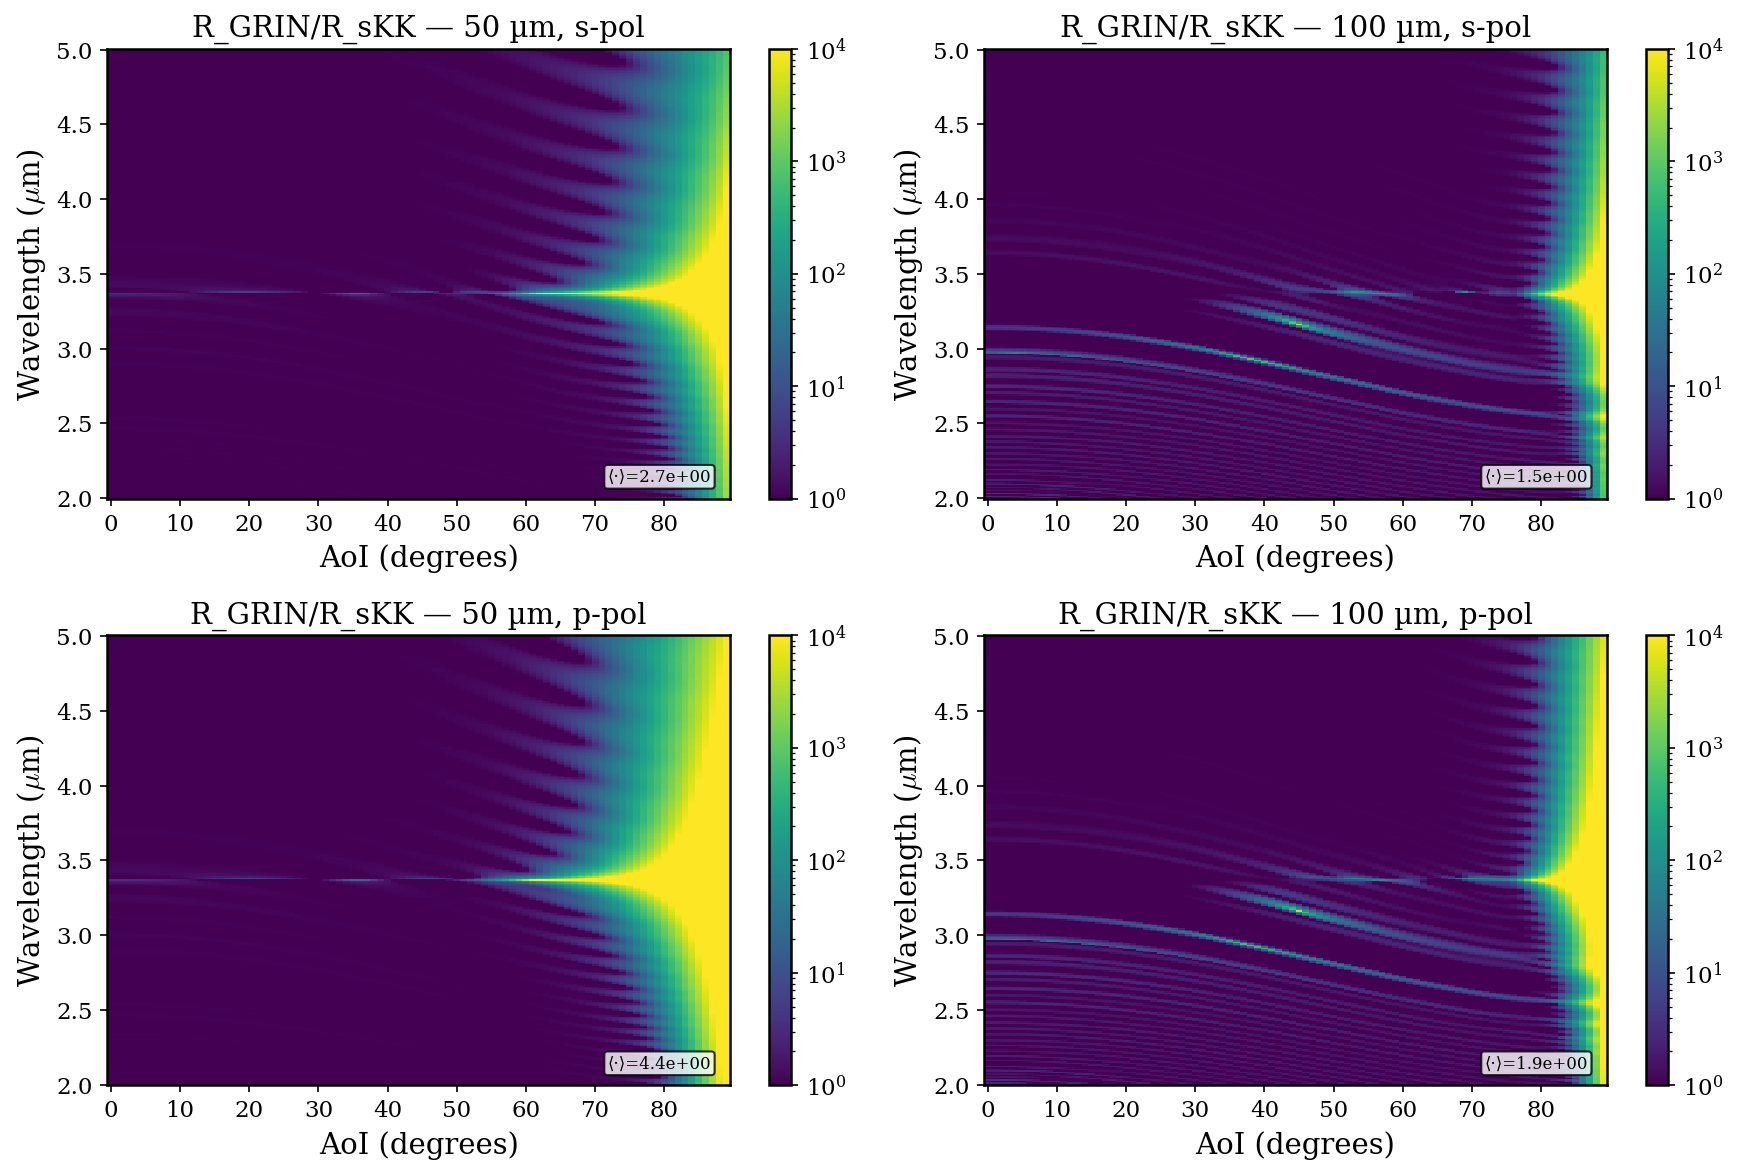 R_GRIN/R_sKK — 50 µm, s-pol
Wavelength (μm)
5.0
4.5
4.0
3.5
3.0
2.5
2.0
0 10 20 30 40 50 60 70 80
AoI (degrees)
⟨·⟩=2.7e+00
10⁴
10³
10²
10¹
10⁰
R_GRIN/R_sKK — 100 µm, s-pol
Wavelength (μm)
5.0
4.5
4.0
3.5
3.0
2.5
2.0
0 10 20 30 40 50 60 70 80
AoI (degrees)
⟨·⟩=1.5e+00
10⁴
10³
10²
10¹
10⁰
R_GRIN/R_sKK — 50 µm, p-pol
Wavelength (μm)
5.0
4.5
4.0
3.5
3.0
2.5
2.0
0 10 20 30 40 50 60 70 80
AoI (degrees)
⟨·⟩=4.4e+00
10⁴
10³
10²
10¹
10⁰
R_GRIN/R_sKK — 100 µm, p-pol
Wavelength (μm)
5.0
4.5
4.0
3.5
3.0
2.5
2.0
0 10 20 30 40 50 60 70 80
AoI (degrees)
⟨·⟩=1.9e+00
10⁴
10³
10²
10¹
10⁰